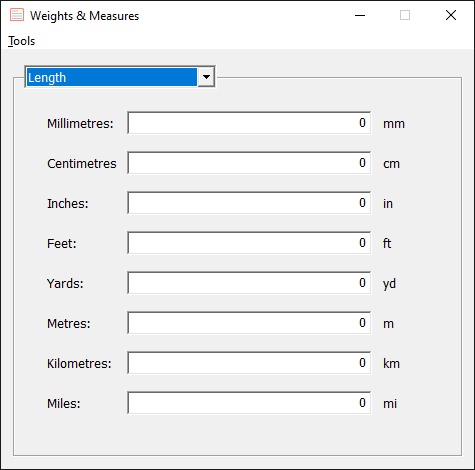 Weights & Measures
Tools
Length
Millimetres: 0 mm
Centimetres 0 cm
Inches: 0 in
Feet: 0 ft
Yards: 0 yd
Metres: 0 m
Kilometres: 0 km
Miles: 0 mi